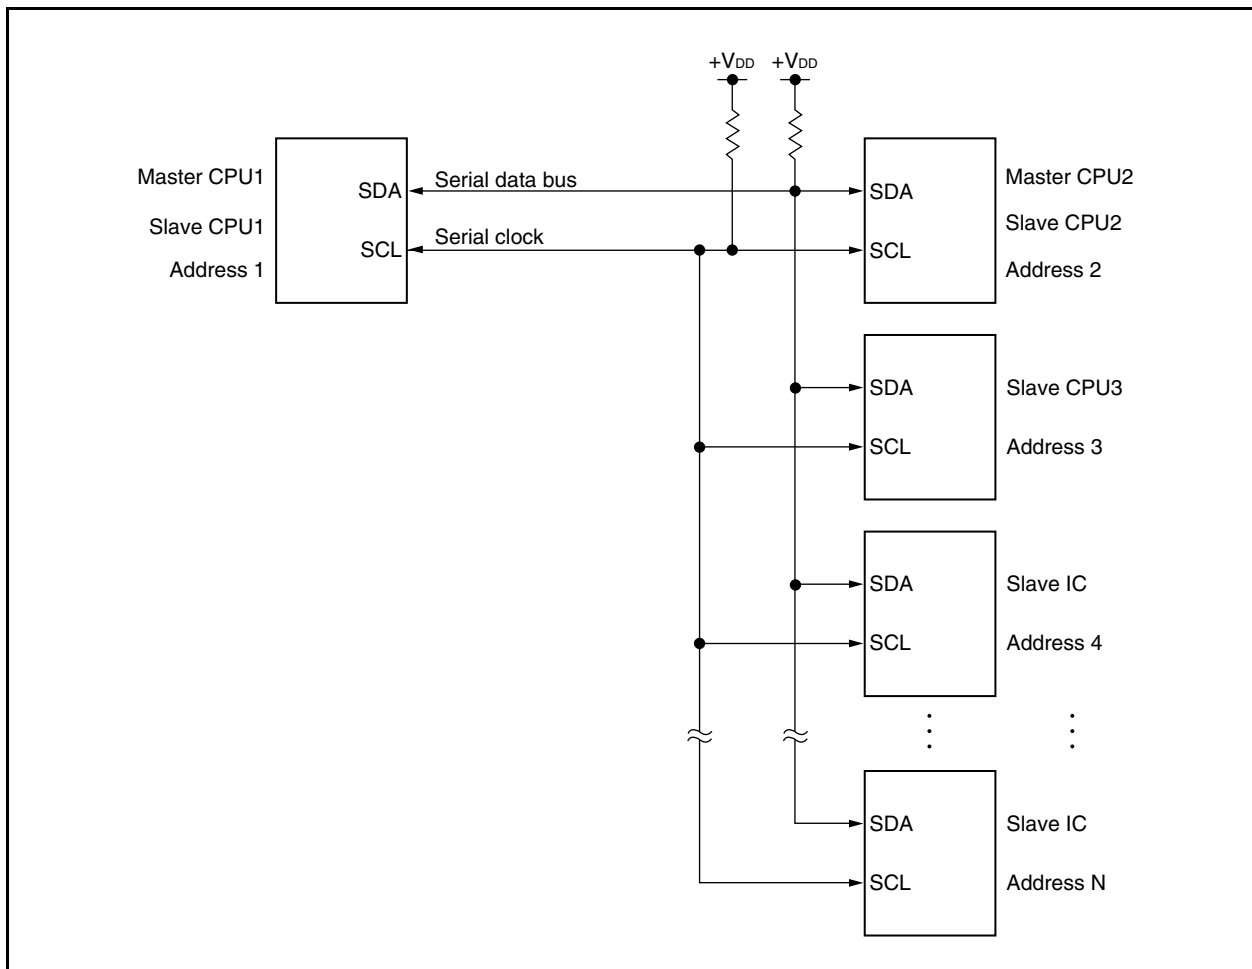 +VDD +VDD
Master CPU1
Slave CPU1
Address 1
SDA
SCL
Serial data bus
Serial clock
SDA
SCL
Master CPU2
Slave CPU2
Address 2
SDA
SCL
Slave CPU3
Address 3
SDA
SCL
Slave IC
Address 4
SDA
SCL
Slave IC
Address N